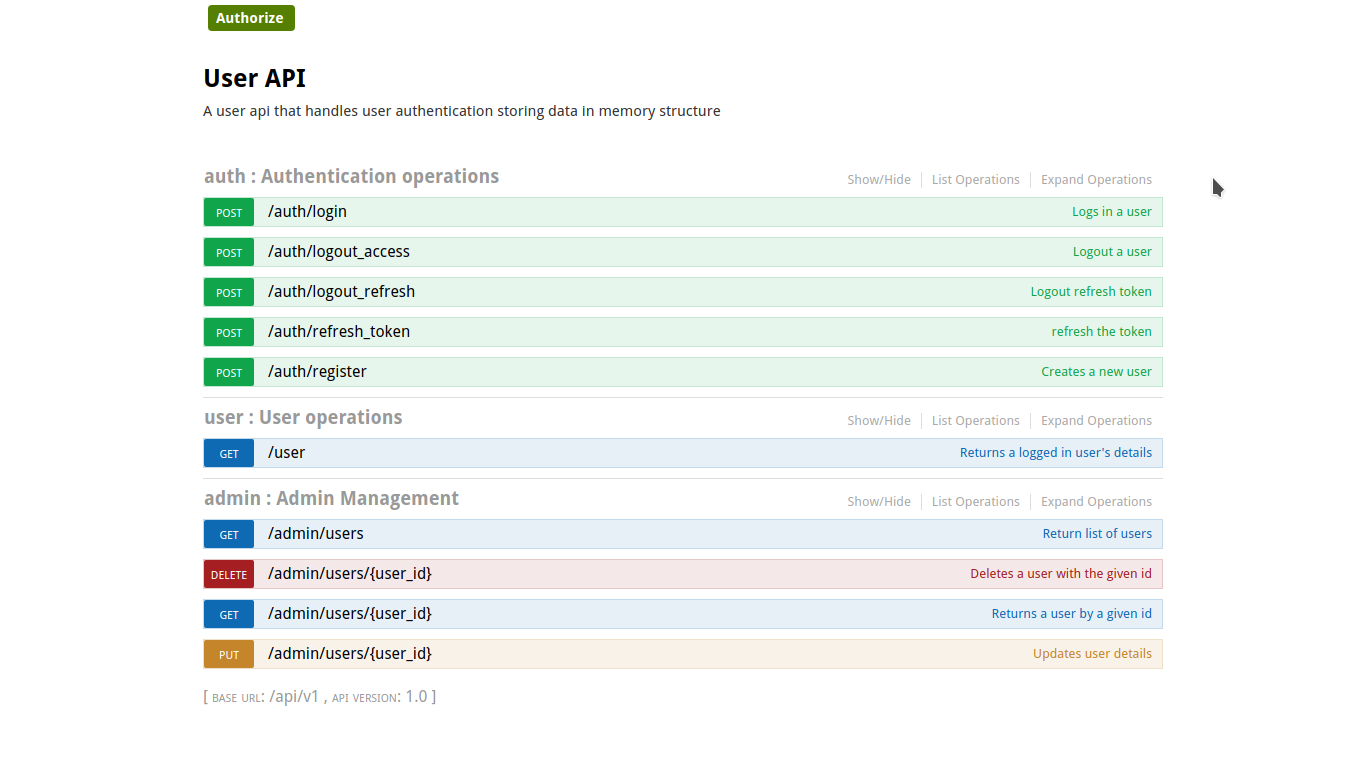 Authorize
User API
A user api that handles user authentication storing data in memory structure
auth : Authentication operations Show/Hide List Operations Expand Operations
POST /auth/login Logs in a user
POST /auth/logout_access Logout a user
POST /auth/logout_refresh Logout refresh token
POST /auth/refresh_token refresh the token
POST /auth/register Creates a new user
user : User operations Show/Hide List Operations Expand Operations
GET /user Returns a logged in user's details
admin : Admin Management Show/Hide List Operations Expand Operations
GET /admin/users Return list of users
DELETE /admin/users/{user_id} Deletes a user with the given id
GET /admin/users/{user_id} Returns a user by a given id
PUT /admin/users/{user_id} Updates user details
[ BASE URL: /api/v1 , API VERSION: 1.0 ]